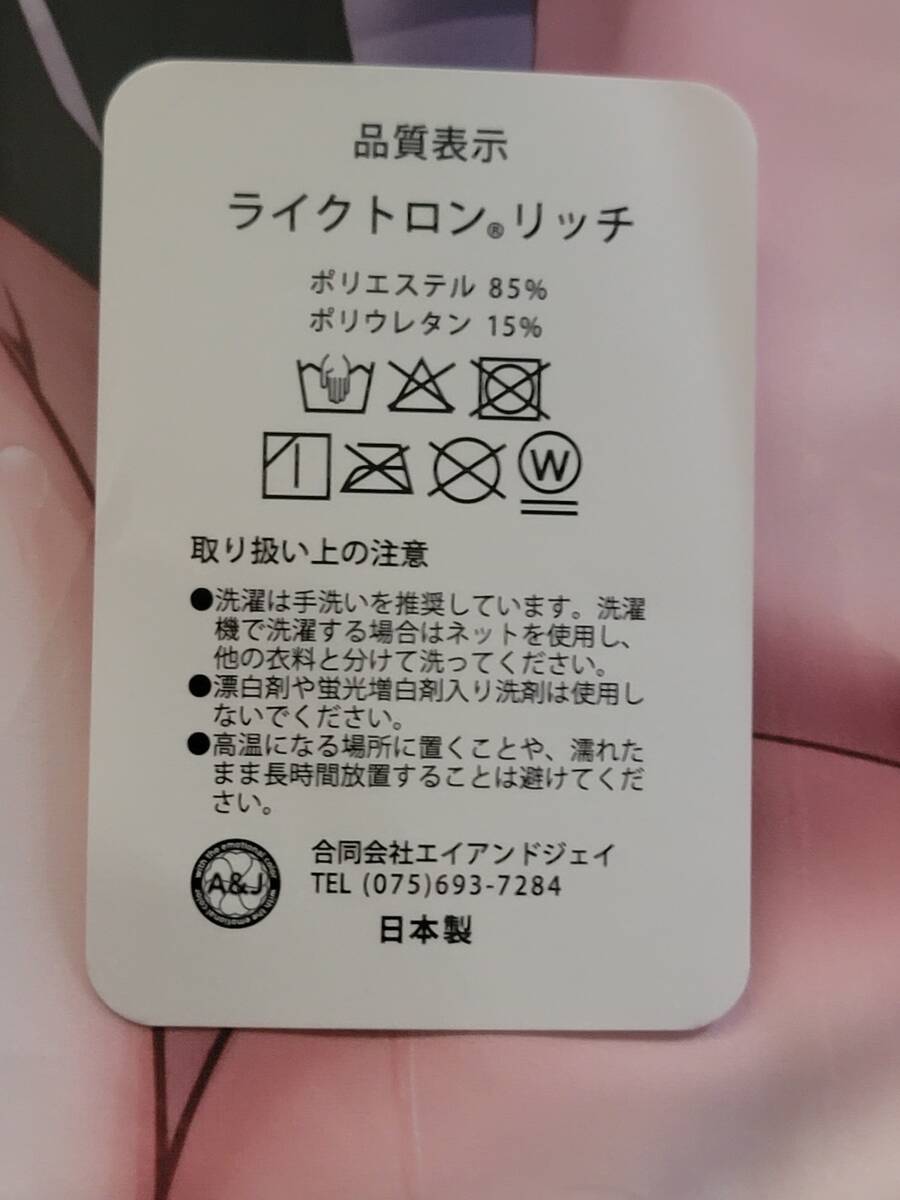 品質表示
ライクトロン®リッチ
ポリエステル 85%
ポリウレタン 15%
W
取り扱い上の注意
●洗濯は手洗いを推奨しています。洗濯
機で洗濯する場合はネットを使用し、
他の衣料と分けて洗ってください。
●漂白剤や蛍光増白剤入り洗剤は使用し
ないでください。
●高温になる場所に置くことや、濡れた
まま長時間放置することは避けてくだ
さい。
with the emotional color
A&J
with the emotional color
合同会社エイアンドジェイ
TEL (075)693-7284
日本製